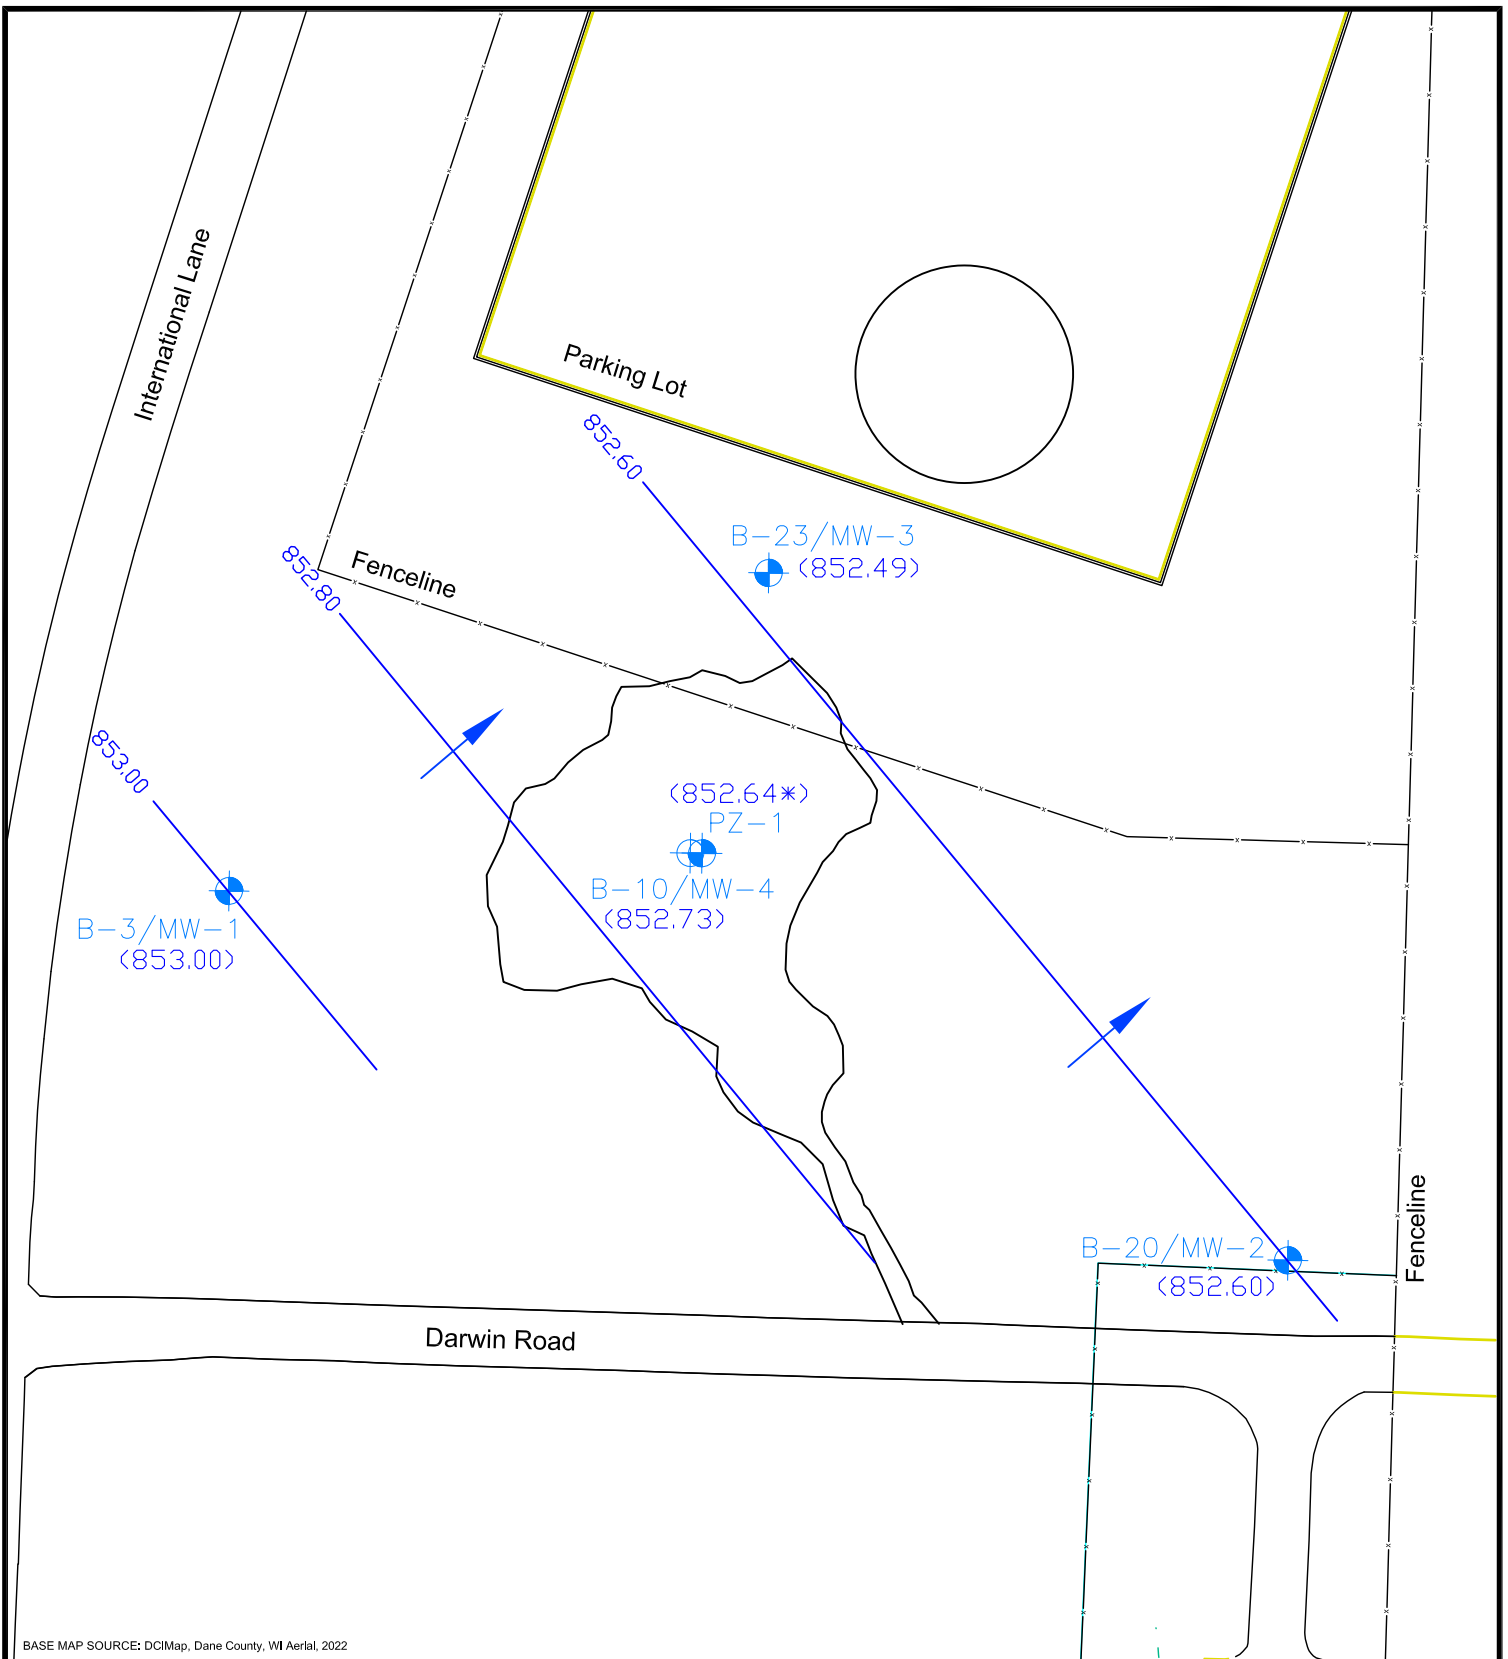 International Lane
Parking Lot
852.60
B-23/MW-3
(852.49)
Fenceline
852.80
853.00
(852.64*)
PZ-1
B-10/MW-4
(852.73)
B-3/MW-1
(853.00)
Fenceline
B-20/MW-2
(852.60)
Darwin Road
BASE MAP SOURCE: DCIMap, Dane County, WI Aerial, 2022